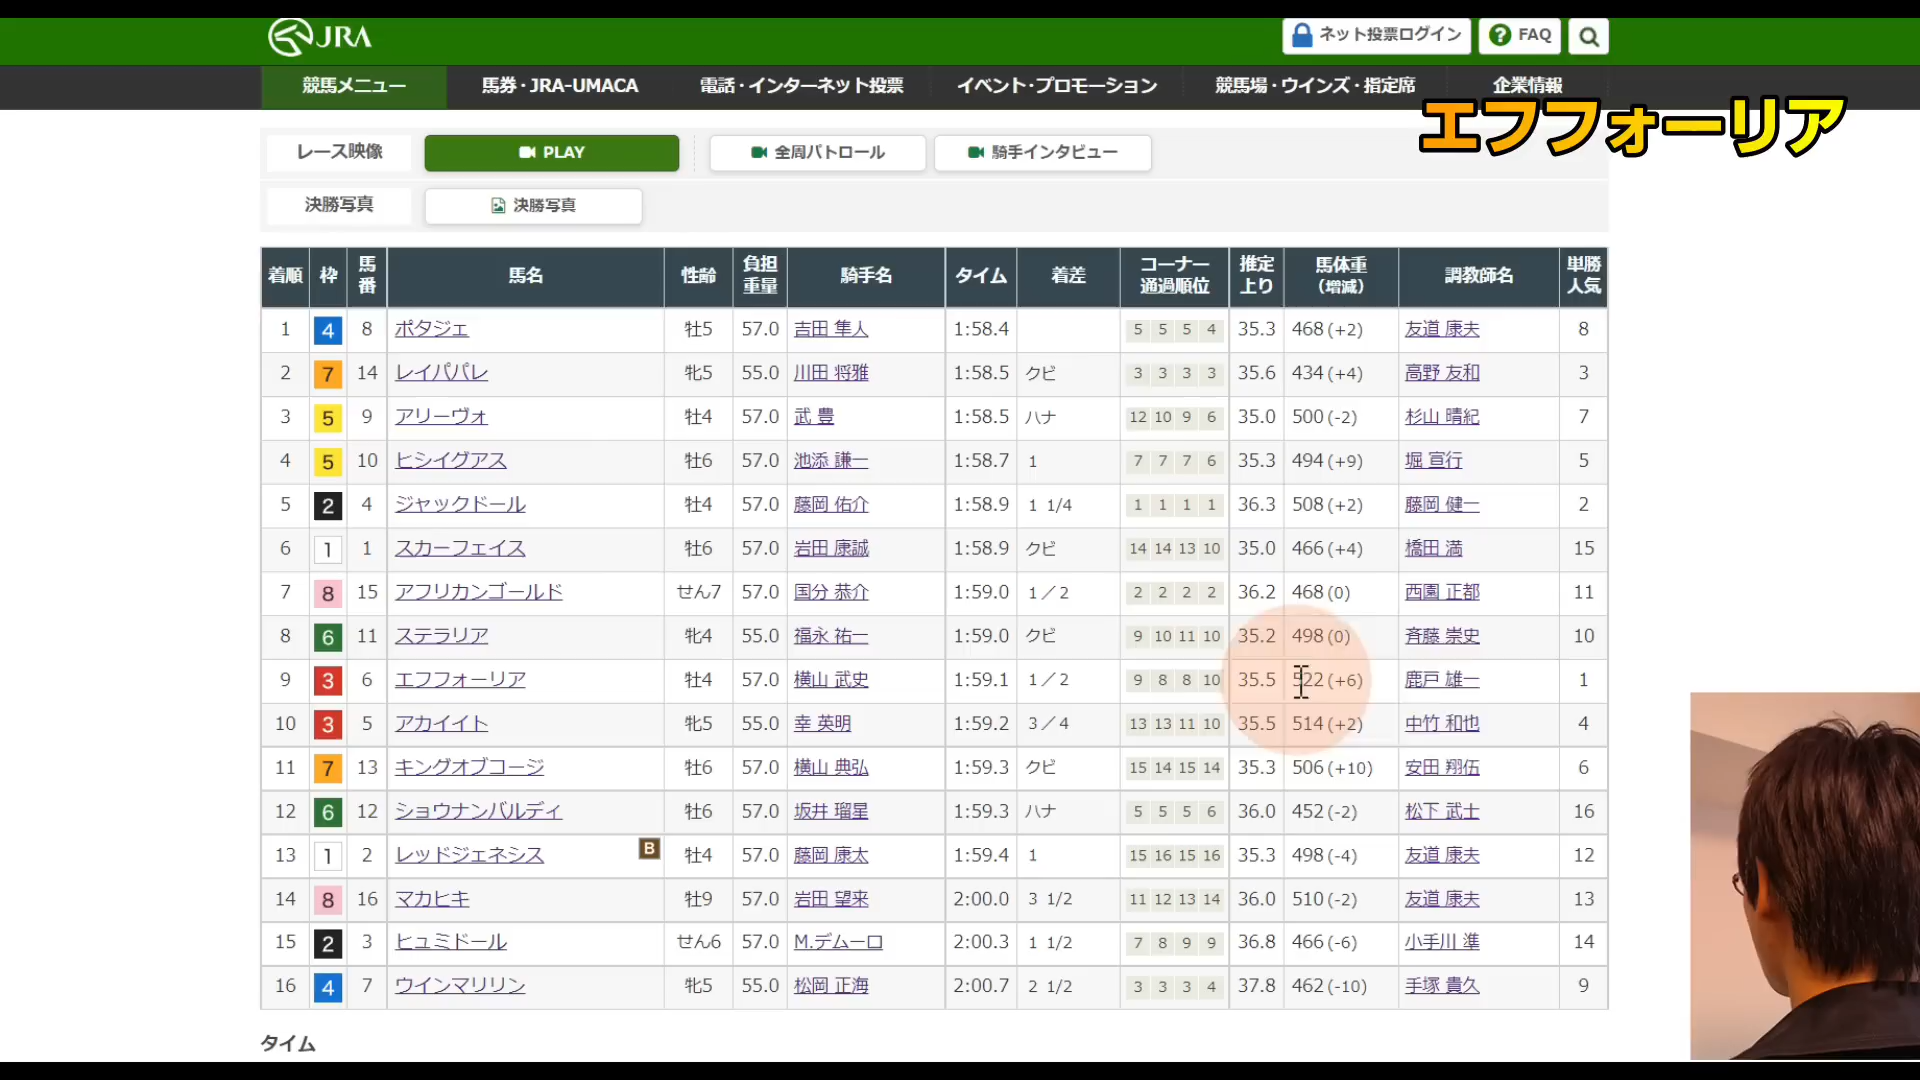 JRA
ネット投票ログイン
FAQ
競馬メニュー 馬券・JRA-UMACA 電話・インターネット投票 イベント・プロモーション 競馬場・ウインズ・指定席 企業情報
エフフォーリア
レース映像 PLAY 全周パトロール 騎手インタビュー
決勝写真 決勝写真
着順 枠 馬番 馬名 性齢 負担重量 騎手名 タイム 着差 コーナー通過順位 推定上り 馬体重(増減) 調教師名 単勝人気
1 4 8 ポタジェ 牡5 57.0 吉田 隼人 1:58.4 5 5 5 4 35.3 468(+2) 友道 康夫 8
2 7 14 レイパパレ 牝5 55.0 川田 将雅 1:58.5 クビ 3 3 3 3 35.6 434(+4) 高野 友和 3
3 5 9 アリーヴォ 牡4 57.0 武 豊 1:58.5 ハナ 12 10 9 6 35.0 500(-2) 杉山 晴紀 7
4 5 10 ヒシイグアス 牡6 57.0 池添 謙一 1:58.7 1 7 7 7 6 35.3 494(+9) 堀 宣行 5
5 2 4 ジャックドール 牡4 57.0 藤岡 佑介 1:58.9 1 1/4 1 1 1 1 36.3 508(+2) 藤岡 健一 2
6 1 1 スカーフェイス 牡6 57.0 岩田 康誠 1:58.9 クビ 14 14 13 10 35.0 466(+4) 橋田 満 15
7 8 15 アフリカンゴールド せん7 57.0 国分 恭介 1:59.0 1/2 2 2 2 2 36.2 468(0) 西園 正都 11
8 6 11 ステラリア 牝4 55.0 福永 祐一 1:59.0 クビ 9 10 11 10 35.2 498(0) 斉藤 崇史 10
9 3 6 エフフォーリア 牡4 57.0 横山 武史 1:59.1 1/2 9 8 8 10 35.5 522(+6) 鹿戸 雄一 1
10 3 5 アカイイト 牝5 55.0 幸 英明 1:59.2 3/4 13 13 11 10 35.5 514(+2) 中竹 和也 4
11 7 13 キングオブコージ 牡6 57.0 横山 典弘 1:59.3 クビ 15 14 15 14 35.3 506(+10) 安田 翔伍 6
12 6 12 ショウナンバルディ 牡6 57.0 坂井 瑠星 1:59.3 ハナ 5 5 5 6 36.0 452(-2) 松下 武士 16
13 1 2 レッドジェネシス B 牡4 57.0 藤岡 康太 1:59.4 1 15 16 15 16 35.3 498(-4) 友道 康夫 12
14 8 16 マカヒキ 牡9 57.0 岩田 望来 2:00.0 3 1/2 11 12 13 14 36.0 510(-2) 友道 康夫 13
15 2 3 ヒュミドール せん6 57.0 M.デムーロ 2:00.3 1 1/2 7 8 9 9 36.8 466(-6) 小手川 準 14
16 4 7 ウインマリリン 牝5 55.0 松岡 正海 2:00.7 2 1/2 3 3 3 4 37.8 462(-10) 手塚 貴久 9
タイム